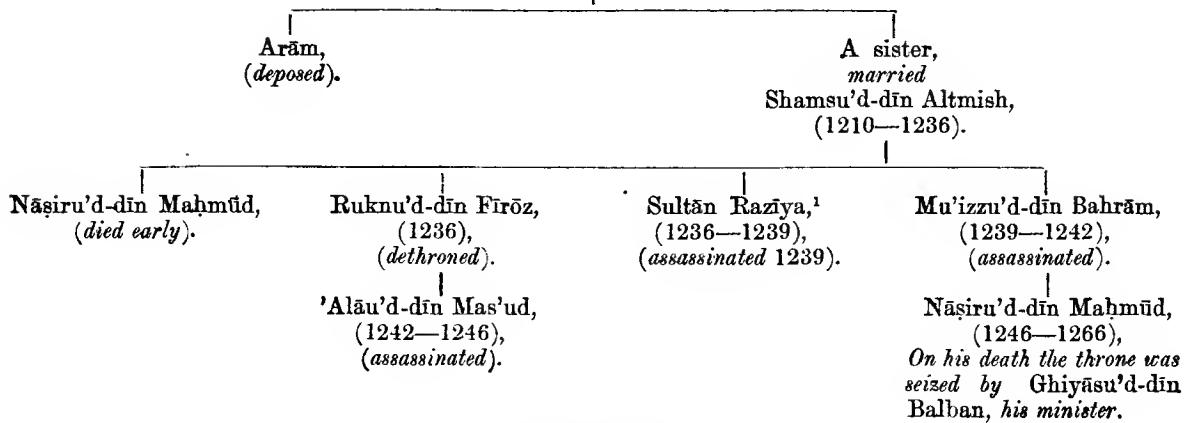 Arām,
(deposed).
A sister,
married
Shamsu'd-dīn Altmish,
(1210—1236).
Nāṣiru'd-dīn Maḥmūd,
(died early).
Ruknu'd-dīn Fīrōz,
(1236),
(dethroned).
'Alāu'd-dīn Mas'ud,
(1242—1246),
(assassinated).
Sultān Raẓīya,¹
(1236—1239),
(assassinated 1239).
Mu'izzu'd-dīn Bahrām,
(1239—1242),
(assassinated).
Nāṣiru'd-dīn Maḥmūd,
(1246—1266),
On his death the throne was
seized by Ghiyāsu'd-dīn
Balban, his minister.